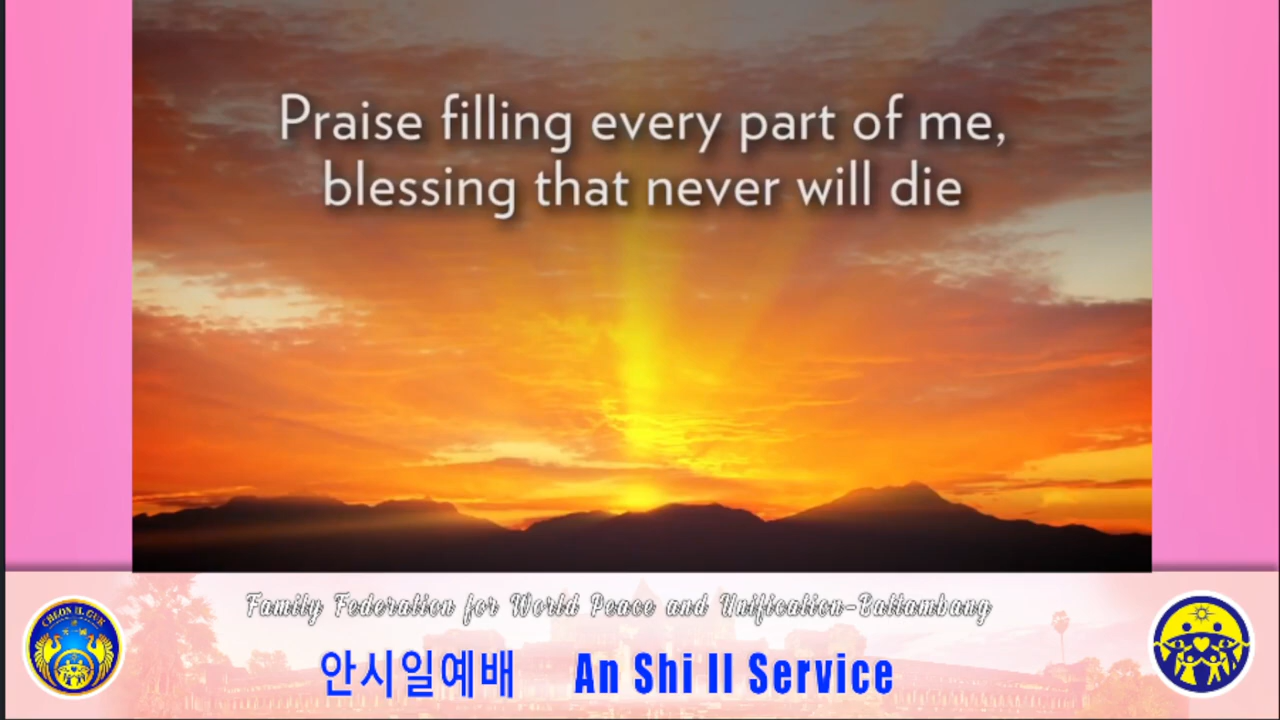 Praise filling every part of me,
blessing that never will die
Family Federation for World Peace and Unification-Battambang
CHEON IL GUK
안시일예배 An Shi Il Service